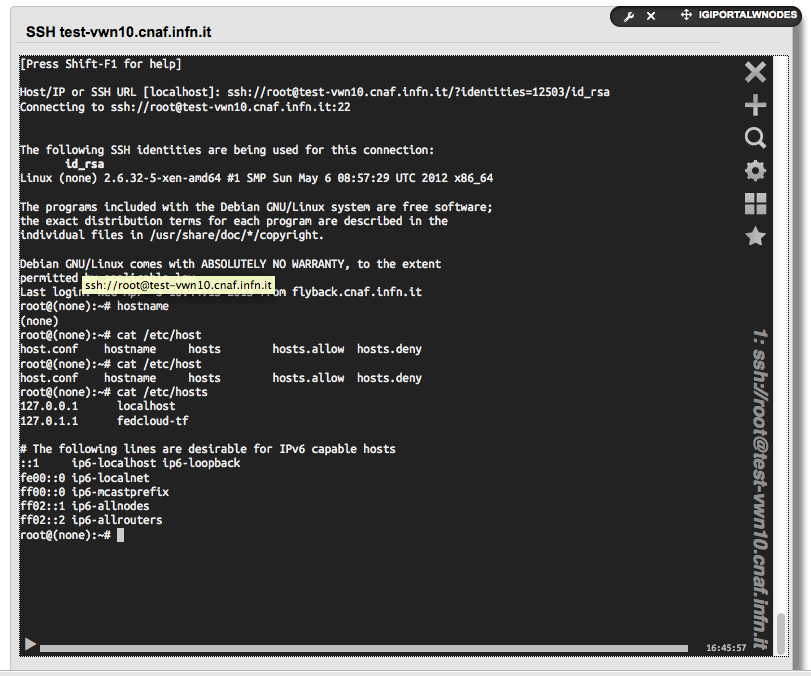 IGIPORTALWNODES
SSH test-vwn10.cnaf.infn.it
[Press Shift-F1 for help]
Host/IP or SSH URL [localhost]: ssh://root@test-vwn10.cnaf.infn.it/?identities=12503/id_rsa
Connecting to ssh://root@test-vwn10.cnaf.infn.it:22
The following SSH identities are being used for this connection:
id_rsa
Linux (none) 2.6.32-5-xen-amd64 #1 SMP Sun May 6 08:57:29 UTC 2012 x86_64
The programs included with the Debian GNU/Linux system are free software;
the exact distribution terms for each program are described in the
individual files in /usr/share/doc/*/copyright.
Debian GNU/Linux comes with ABSOLUTELY NO WARRANTY, to the extent
permitted
ssh://root@test-vwn10.cnaf.infn.it
Last login: from flyback.cnaf.infn.it
root@(none):~# hostname
(none)
root@(none):~# cat /etc/host
host.conf hostname hosts hosts.allow hosts.deny
root@(none):~# cat /etc/host
host.conf hostname hosts hosts.allow hosts.deny
root@(none):~# cat /etc/hosts
127.0.0.1 localhost
127.0.1.1 fedcloud-tf
# The following lines are desirable for IPv6 capable hosts
::1 ip6-localhost ip6-loopback
fe00::0 ip6-localnet
ff00::0 ip6-mcastprefix
ff02::1 ip6-allnodes
ff02::2 ip6-allrouters
root@(none):~#
1: ssh://root@test-vwn10.cnaf.infn.it
16:45:57